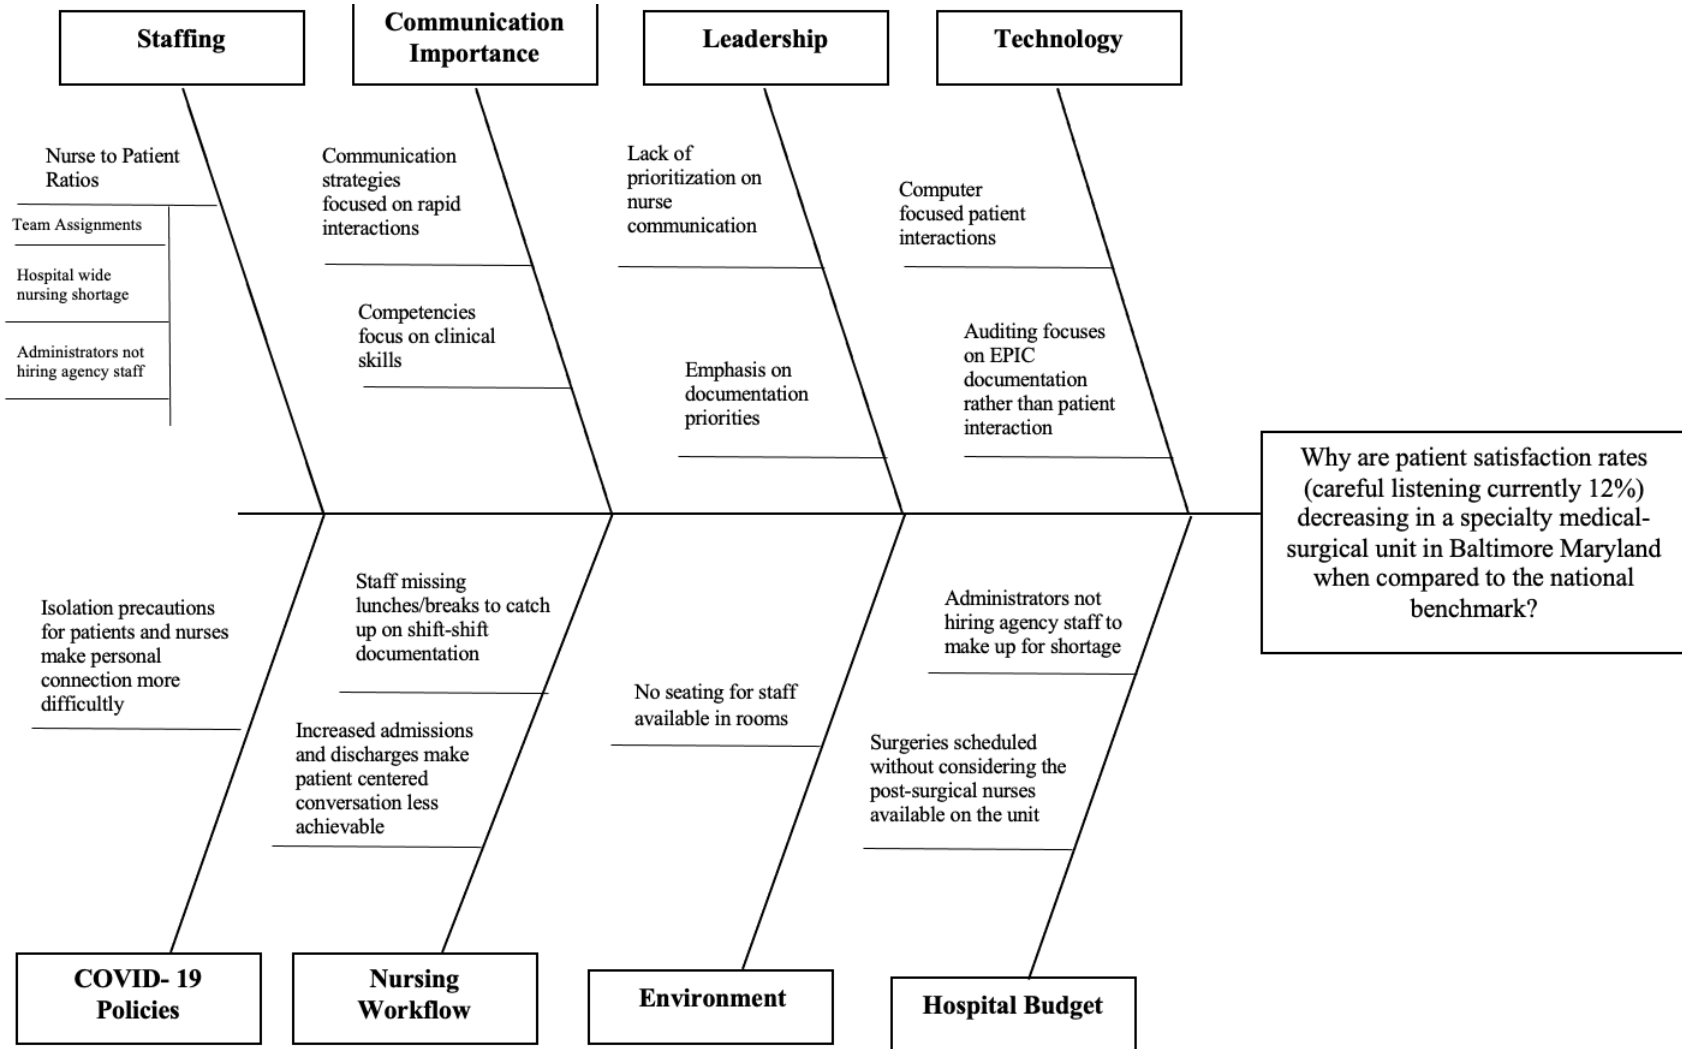 Staffing
Communication
Importance
Leadership
Technology
Nurse to Patient
Ratios
Team Assignments
Hospital wide
nursing shortage
Administrators not
hiring agency staff
Communication
strategies
focused on rapid
interactions
Competencies
focus on clinical
skills
Lack of
prioritization on
nurse
communication
Emphasis on
documentation
priorities
Computer
focused patient
interactions
Auditing focuses
on EPIC
documentation
rather than patient
interaction
Why are patient satisfaction rates
(careful listening currently 12%)
decreasing in a specialty medical-
surgical unit in Baltimore Maryland
when compared to the national
benchmark?
Isolation precautions
for patients and nurses
make personal
connection more
difficultly
Staff missing
lunches/breaks to catch
up on shift-shift
documentation
Increased admissions
and discharges make
patient centered
conversation less
achievable
No seating for staff
available in rooms
Administrators not
hiring agency staff to
make up for shortage
Surgeries scheduled
without considering the
post-surgical nurses
available on the unit
COVID- 19
Policies
Nursing
Workflow
Environment
Hospital Budget